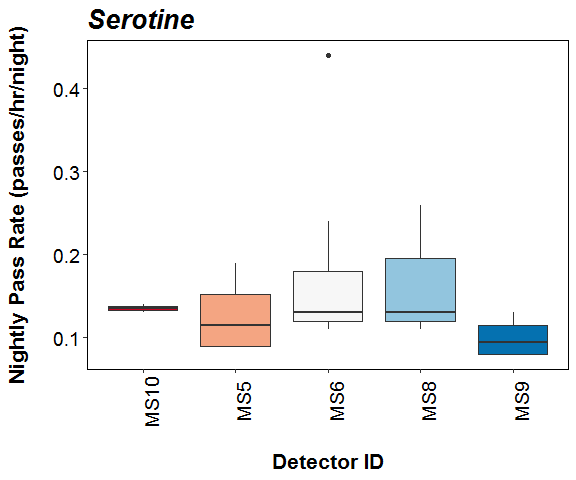 Serotine
Nightly Pass Rate (passes/hr/night)
0.4
0.3
0.2
0.1
MS10
MS5
MS6
MS8
MS9
Detector ID